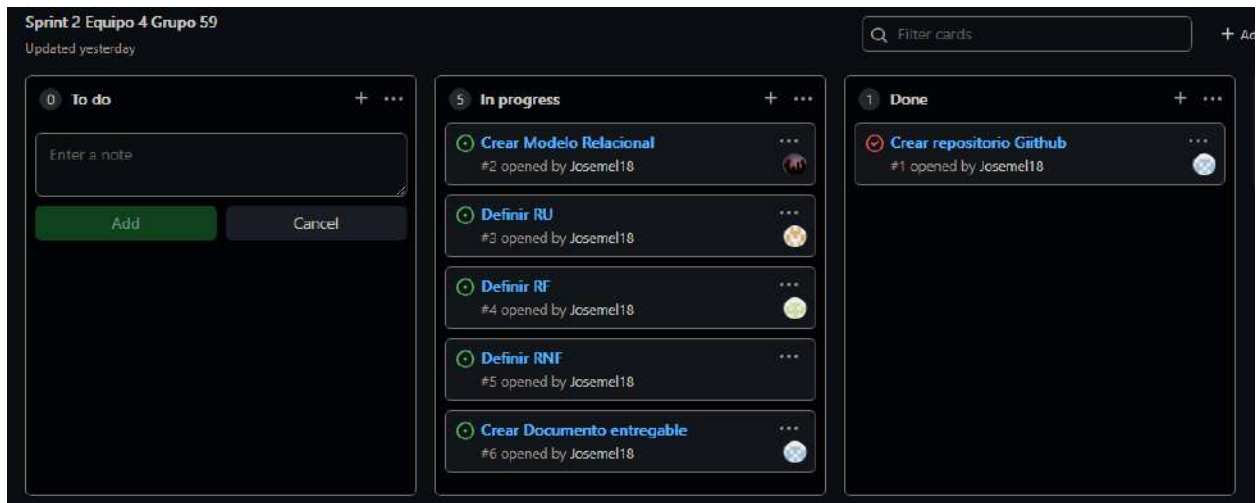 Sprint 2 Equipo 4 Grupo 59
Updated yesterday
Filter cards
+ Ad
0 To do
Enter a note
Add
Cancel
5 In progress
Crear Modelo Relacional
#2 opened by Josemel18
Definir RU
#3 opened by Josemel18
Definir RF
#4 opened by Josemel18
Definir RNF
#5 opened by Josemel18
Crear Documento entregable
#6 opened by Josemel18
1 Done
Crear repositorio Giithub
#1 opened by Josemel18